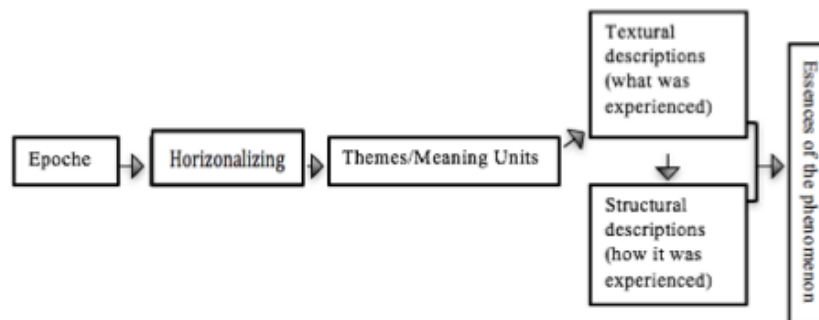 Epoche
Horizonalizing
Themes/Meaning Units
Textural
descriptions
(what was
experienced)
Structural
descriptions
(how it was
experienced)
Essences of the phenomenon